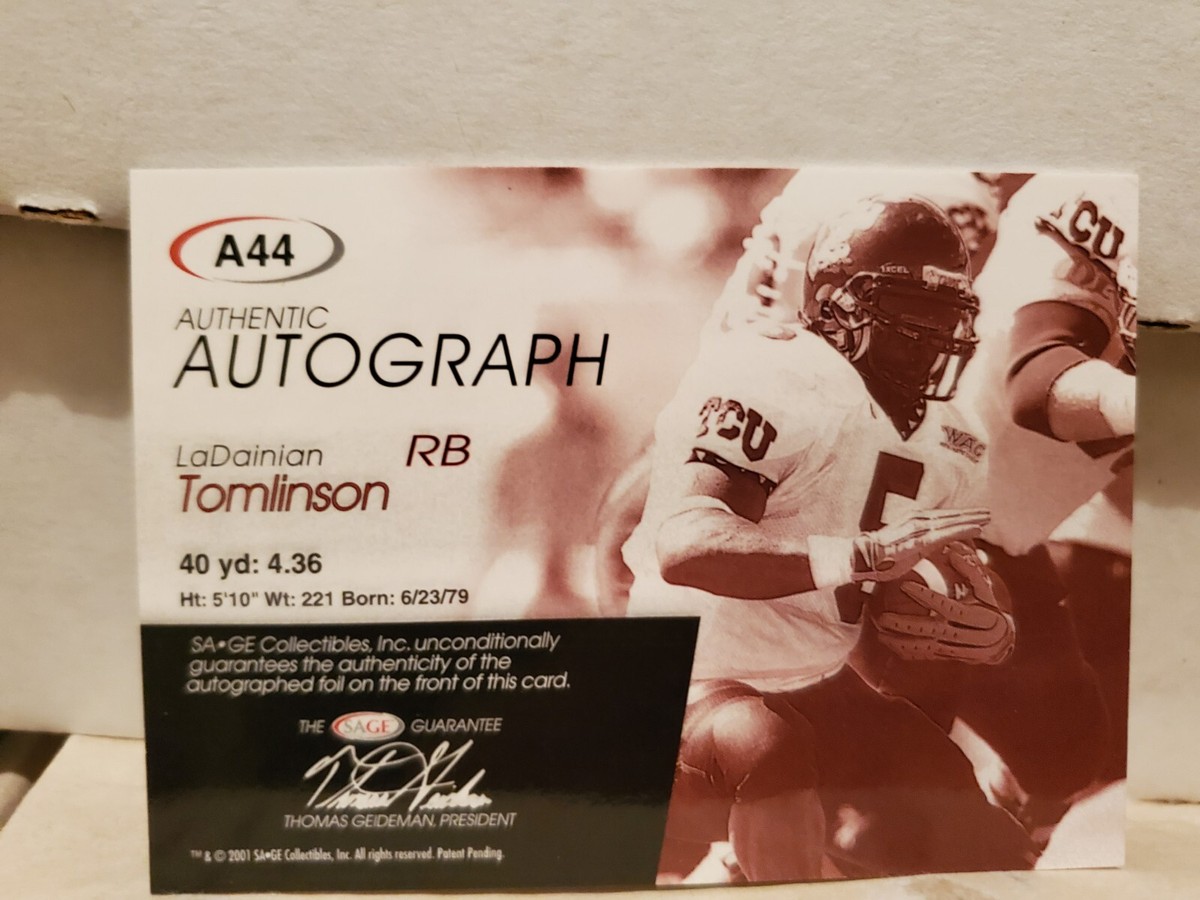 A44
AUTHENTIC
AUTOGRAPH
LaDainian RB
Tomlinson
40 yd: 4.36
Ht: 5'10" Wt: 221 Born: 6/23/79
SA•GE Collectibles, Inc. unconditionally
guarantees the authenticity of the
autographed foil on the front of this card.
THE SAGE GUARANTEE
THOMAS GEIDEMAN, PRESIDENT
™ & © 2001 SA•GE Collectibles, Inc. All rights reserved. Patent Pending.
TCU
WAC
5
TCU